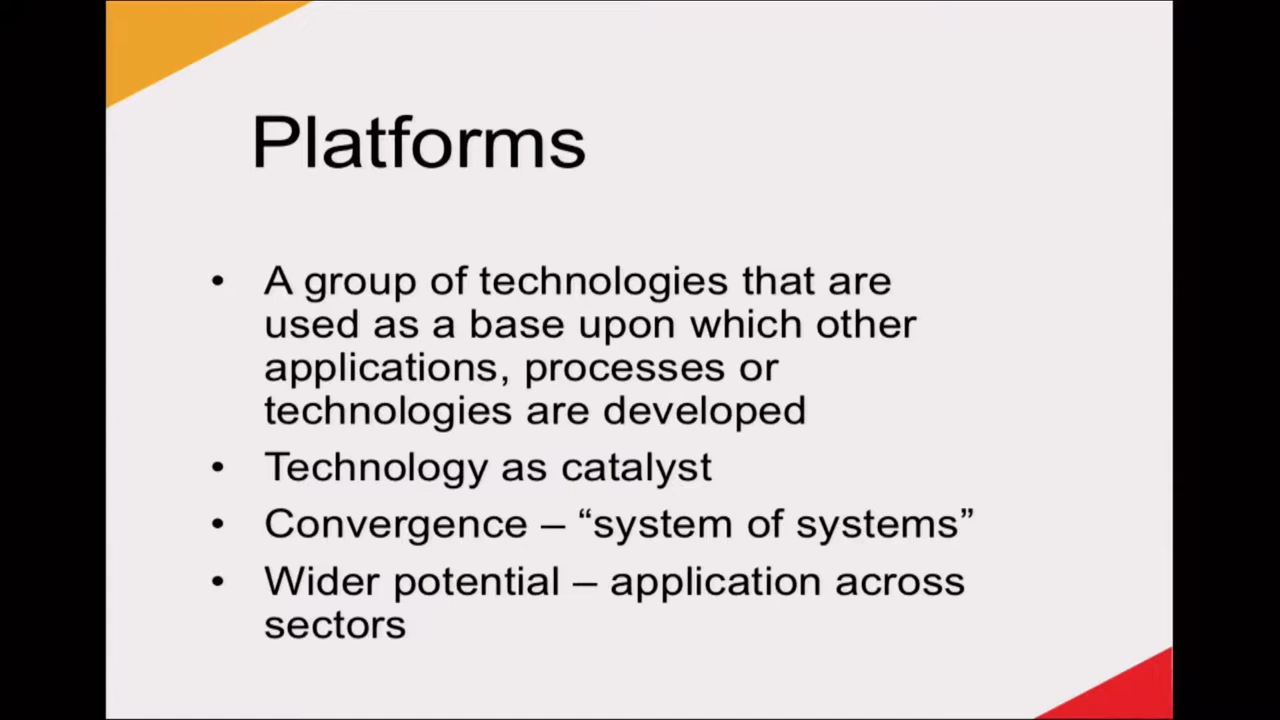 Platforms
• A group of technologies that are
used as a base upon which other
applications, processes or
technologies are developed
• Technology as catalyst
• Convergence – “system of systems”
• Wider potential – application across
sectors